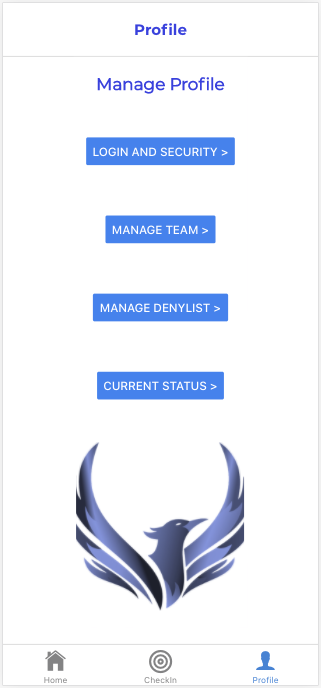 Profile
Manage Profile
LOGIN AND SECURITY >
MANAGE TEAM >
MANAGE DENYLIST >
CURRENT STATUS >
Home CheckIn Profile